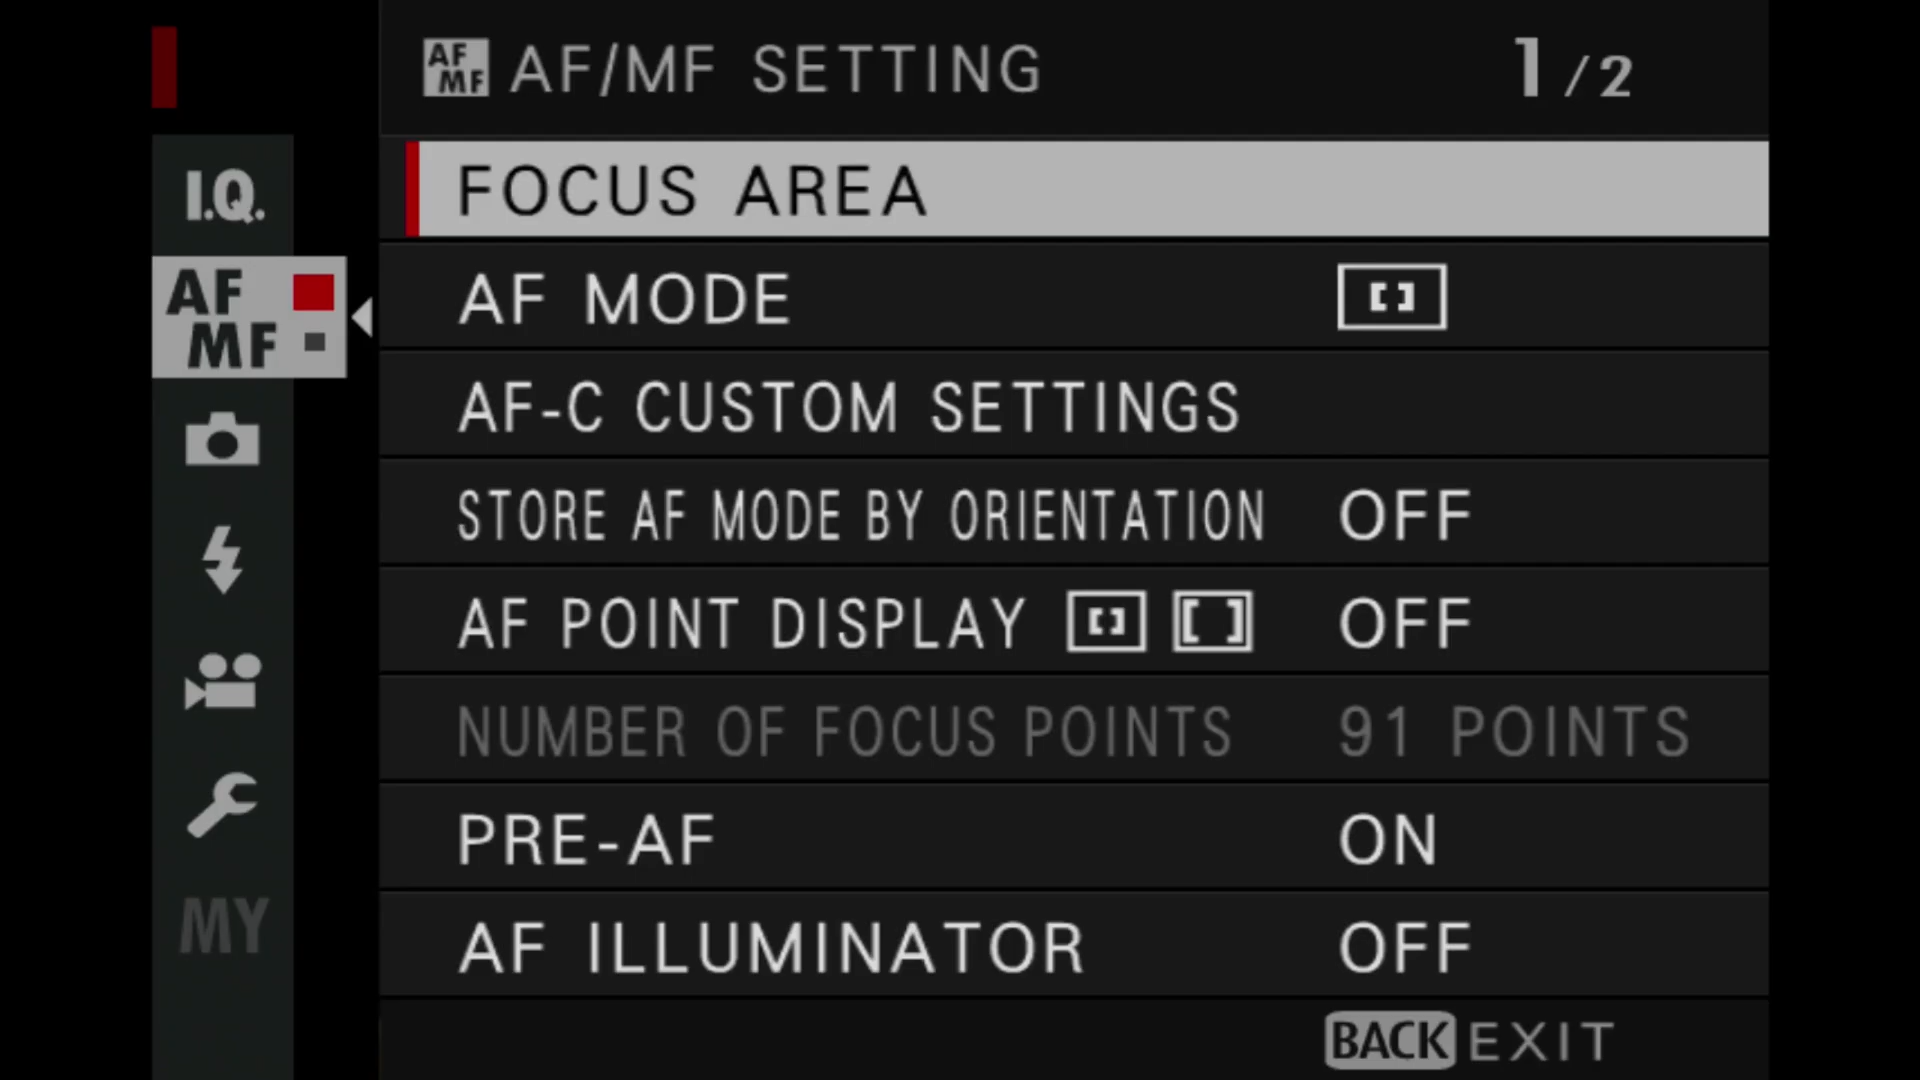 AF MF AF/MF SETTING 1/2
I.Q.
AF MF
MY
FOCUS AREA
AF MODE
AF-C CUSTOM SETTINGS
STORE AF MODE BY ORIENTATION OFF
AF POINT DISPLAY OFF
NUMBER OF FOCUS POINTS 91 POINTS
PRE-AF ON
AF ILLUMINATOR OFF
BACK EXIT